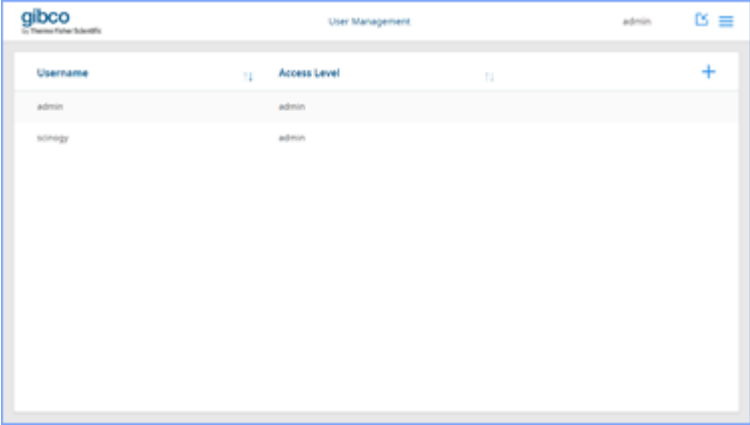 gibco
by Thermo Fisher Scientific
User Management
admin
Username
Access Level
admin
admin
scinogy
admin